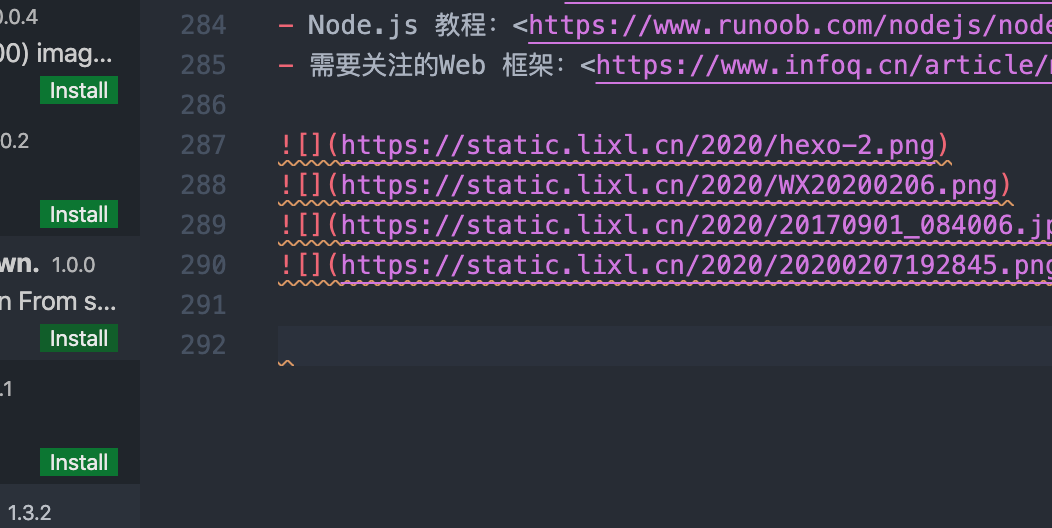 0.0.4
00) imag...
Install
0.2
Install
wn. 1.0.0
n From s...
Install
.1
Install
1.3.2
284 - Node.js 教程：<https://www.runoob.com/nodejs/node
285 - 需要关注的Web 框架：<https://www.infoq.cn/article/
286
287 ![](https://static.lixl.cn/2020/hexo-2.png)
288 ![](https://static.lixl.cn/2020/WX20200206.png)
289 ![](https://static.lixl.cn/2020/20170901_084006.jp
290 ![](https://static.lixl.cn/2020/20200207192845.png
291
292